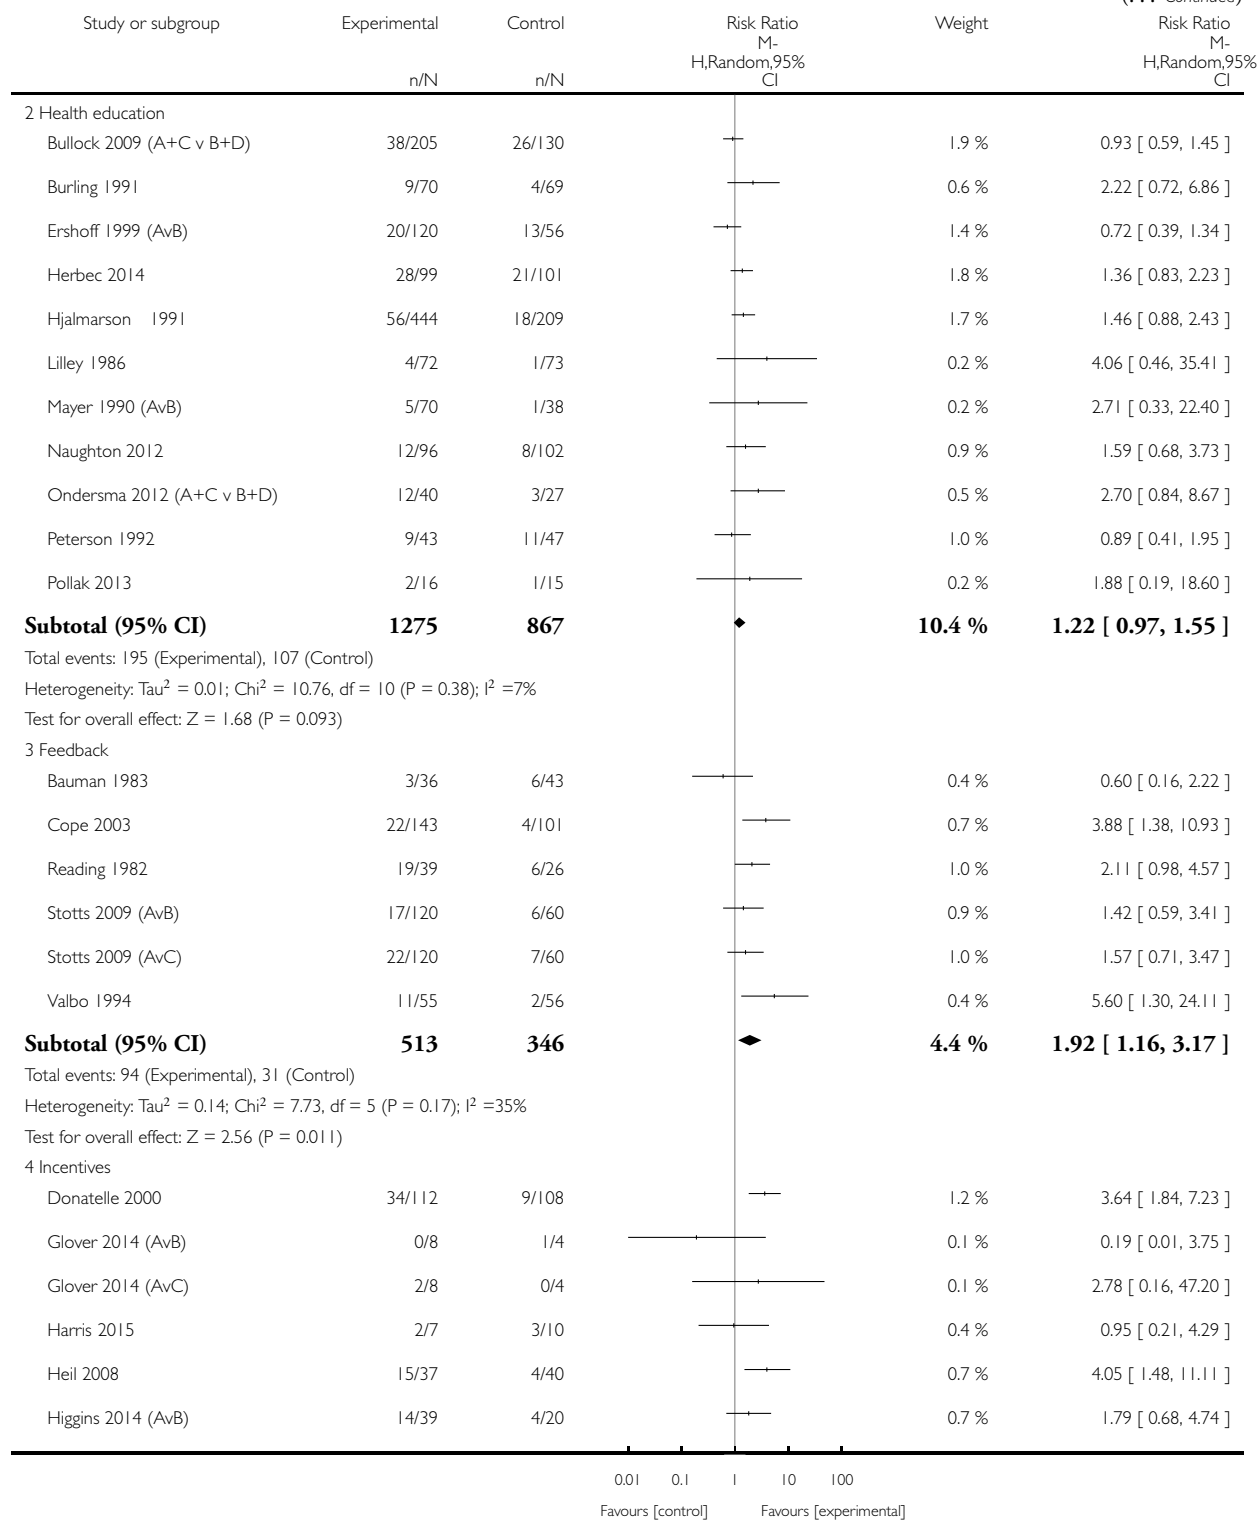 (... Continued)
Study or subgroup Experimental Control Risk Ratio Weight Risk Ratio
M- M-
H,Random,95% H,Random,95%
n/N n/N CI CI
2 Health education
Bullock 2009 (A+C v B+D) 38/205 26/130 1.9 % 0.93 [ 0.59, 1.45 ]
Burling 1991 9/70 4/69 0.6 % 2.22 [ 0.72, 6.86 ]
Ershoff 1999 (AvB) 20/120 13/56 1.4 % 0.72 [ 0.39, 1.34 ]
Herbec 2014 28/99 21/101 1.8 % 1.36 [ 0.83, 2.23 ]
Hjalmarson 1991 56/444 18/209 1.7 % 1.46 [ 0.88, 2.43 ]
Lilley 1986 4/72 1/73 0.2 % 4.06 [ 0.46, 35.41 ]
Mayer 1990 (AvB) 5/70 1/38 0.2 % 2.71 [ 0.33, 22.40 ]
Naughton 2012 12/96 8/102 0.9 % 1.59 [ 0.68, 3.73 ]
Ondersma 2012 (A+C v B+D) 12/40 3/27 0.5 % 2.70 [ 0.84, 8.67 ]
Peterson 1992 9/43 11/47 1.0 % 0.89 [ 0.41, 1.95 ]
Pollak 2013 2/16 1/15 0.2 % 1.88 [ 0.19, 18.60 ]
Subtotal (95% CI) 1275 867 10.4 % 1.22 [ 0.97, 1.55 ]
Total events: 195 (Experimental), 107 (Control)
Heterogeneity: Tau² = 0.01; Chi² = 10.76, df = 10 (P = 0.38); I² =7%
Test for overall effect: Z = 1.68 (P = 0.093)
3 Feedback
Bauman 1983 3/36 6/43 0.4 % 0.60 [ 0.16, 2.22 ]
Cope 2003 22/143 4/101 0.7 % 3.88 [ 1.38, 10.93 ]
Reading 1982 19/39 6/26 1.0 % 2.11 [ 0.98, 4.57 ]
Stotts 2009 (AvB) 17/120 6/60 0.9 % 1.42 [ 0.59, 3.41 ]
Stotts 2009 (AvC) 22/120 7/60 1.0 % 1.57 [ 0.71, 3.47 ]
Valbo 1994 11/55 2/56 0.4 % 5.60 [ 1.30, 24.11 ]
Subtotal (95% CI) 513 346 4.4 % 1.92 [ 1.16, 3.17 ]
Total events: 94 (Experimental), 31 (Control)
Heterogeneity: Tau² = 0.14; Chi² = 7.73, df = 5 (P = 0.17); I² =35%
Test for overall effect: Z = 2.56 (P = 0.011)
4 Incentives
Donatelle 2000 34/112 9/108 1.2 % 3.64 [ 1.84, 7.23 ]
Glover 2014 (AvB) 0/8 1/4 0.1 % 0.19 [ 0.01, 3.75 ]
Glover 2014 (AvC) 2/8 0/4 0.1 % 2.78 [ 0.16, 47.20 ]
Harris 2015 2/7 3/10 0.4 % 0.95 [ 0.21, 4.29 ]
Heil 2008 15/37 4/40 0.7 % 4.05 [ 1.48, 11.11 ]
Higgins 2014 (AvB) 14/39 4/20 0.7 % 1.79 [ 0.68, 4.74 ]
0.01 0.1 1 10 100
Favours [control] Favours [experimental]